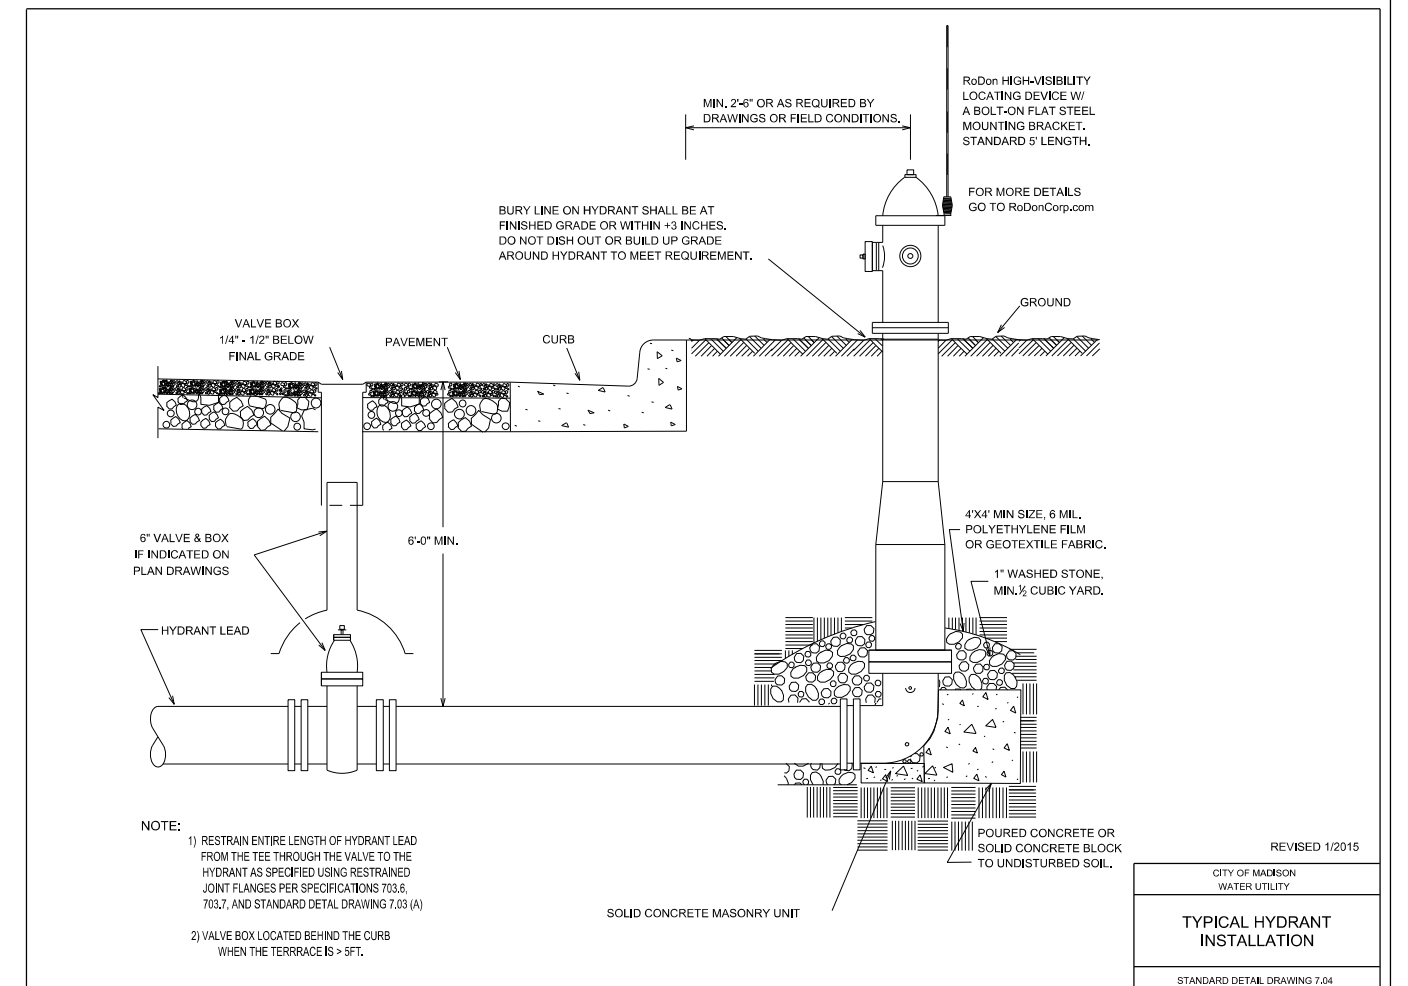 RoDon HIGH-VISIBILITY
LOCATING DEVICE W/
A BOLT-ON FLAT STEEL
MOUNTING BRACKET.
STANDARD 5' LENGTH.
MIN. 2'-6" OR AS REQUIRED BY
DRAWINGS OR FIELD CONDITIONS.
FOR MORE DETAILS
GO TO RoDonCorp.com
BURY LINE ON HYDRANT SHALL BE AT
FINISHED GRADE OR WITHIN +3 INCHES.
DO NOT DISH OUT OR BUILD UP GRADE
AROUND HYDRANT TO MEET REQUIREMENT.
GROUND
VALVE BOX
1/4" - 1/2" BELOW
FINAL GRADE
PAVEMENT
CURB
6" VALVE & BOX
IF INDICATED ON
PLAN DRAWINGS
6'-0" MIN.
4'X4' MIN SIZE, 6 MIL.
POLYETHYLENE FILM
OR GEOTEXTILE FABRIC.
1" WASHED STONE,
MIN.½ CUBIC YARD.
HYDRANT LEAD
NOTE:
1) RESTRAIN ENTIRE LENGTH OF HYDRANT LEAD
FROM THE TEE THROUGH THE VALVE TO THE
HYDRANT AS SPECIFIED USING RESTRAINED
JOINT FLANGES PER SPECIFICATIONS 703.6,
703.7, AND STANDARD DETAL DRAWING 7.03 (A)
2) VALVE BOX LOCATED BEHIND THE CURB
WHEN THE TERRRACE IS > 5FT.
SOLID CONCRETE MASONRY UNIT
POURED CONCRETE OR
SOLID CONCRETE BLOCK
TO UNDISTURBED SOIL.
REVISED 1/2015
CITY OF MADISON
WATER UTILITY
TYPICAL HYDRANT
INSTALLATION
STANDARD DETAIL DRAWING 7.04